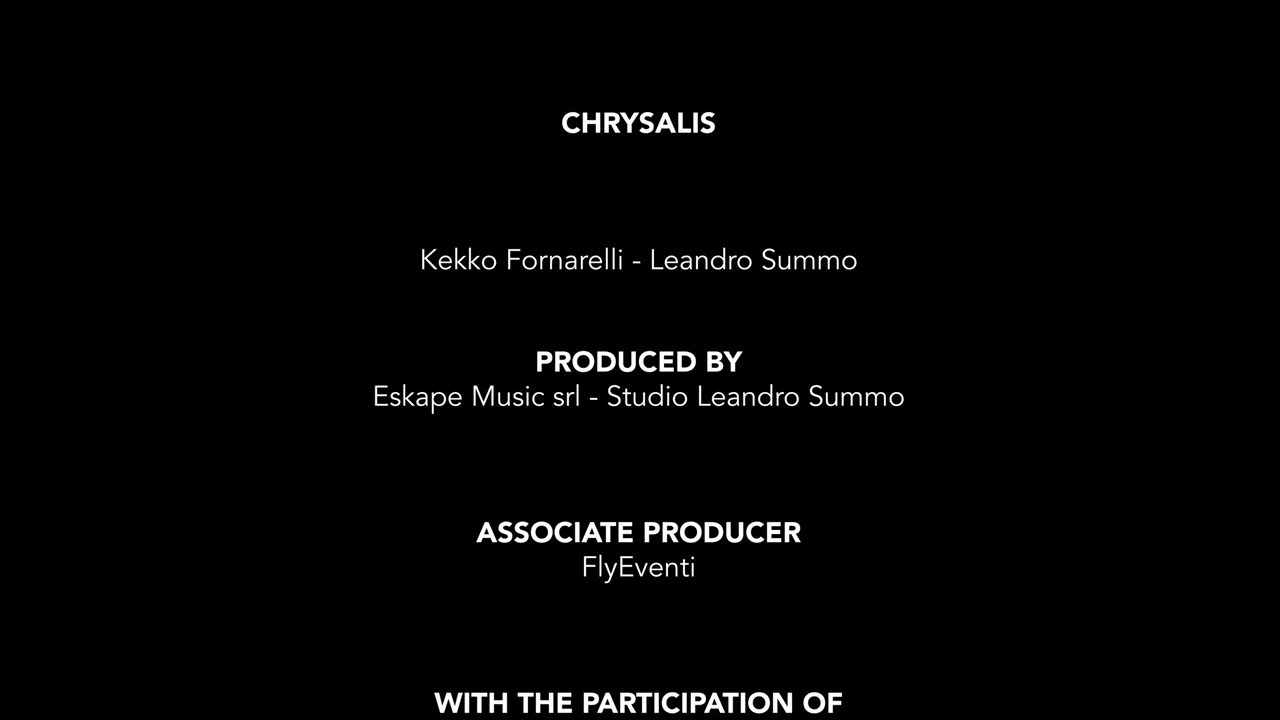 CHRYSALIS
Kekko Fornarelli - Leandro Summo
PRODUCED BY
Eskape Music srl - Studio Leandro Summo
ASSOCIATE PRODUCER
FlyEventi
WITH THE PARTICIPATION OF